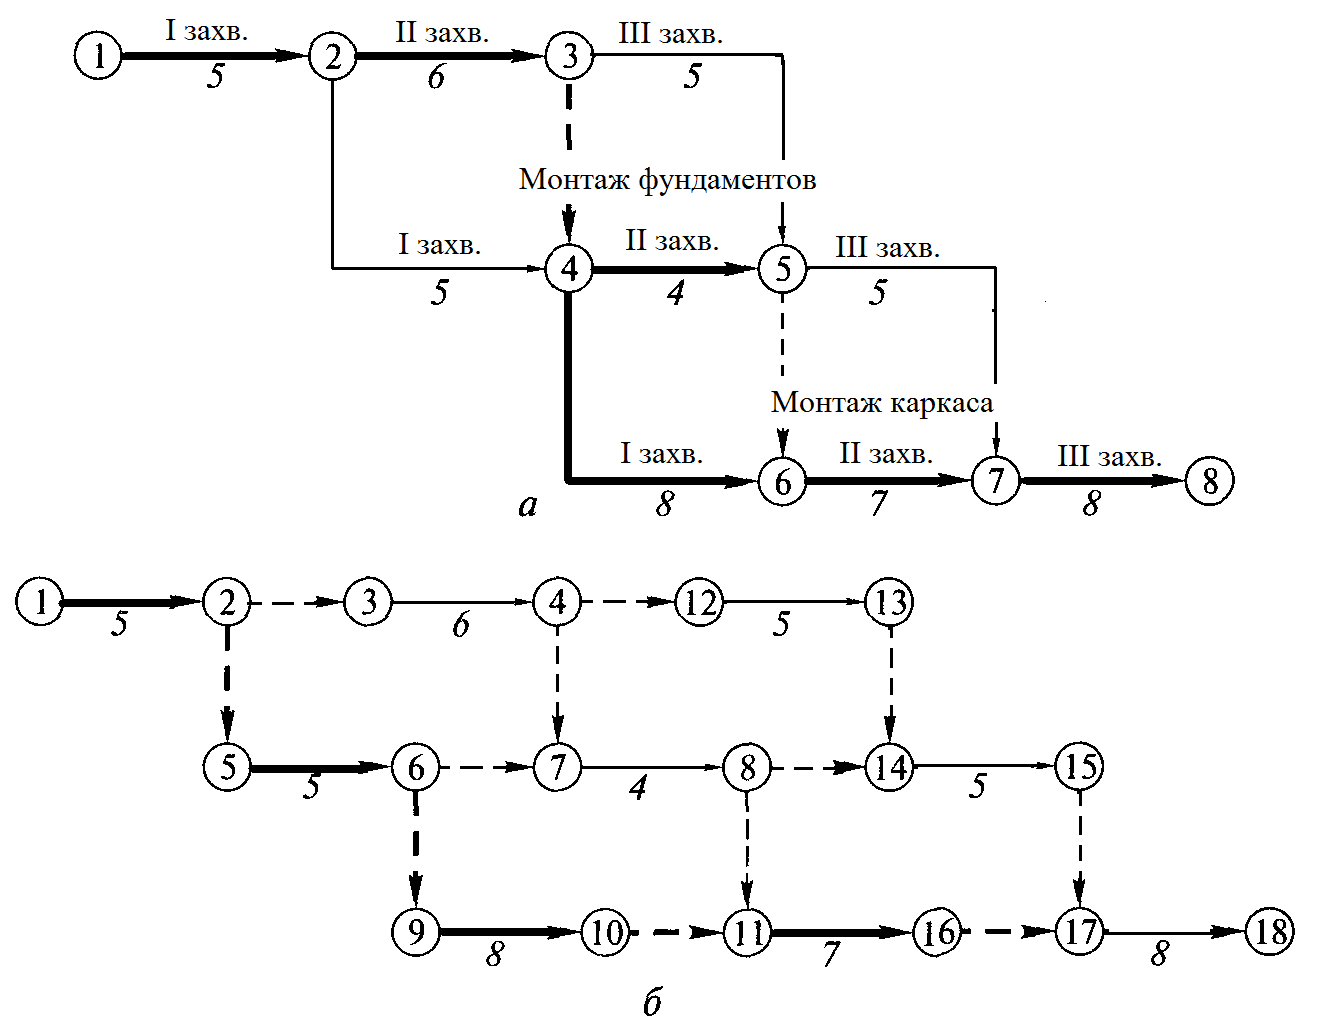 I захв. II захв. III захв.
1 2 3
5 6 5
Монтаж фундаментов
I захв. II захв. III захв.
4 5
5 4 5
Монтаж каркаса
I захв. II захв. III захв.
6 7 8
а 8 7 8
1 2 3 4 12 13
5 6 5
5 6 7 8 14 15
5 4 5
9 10 11 16 17 18
8 7 8
б